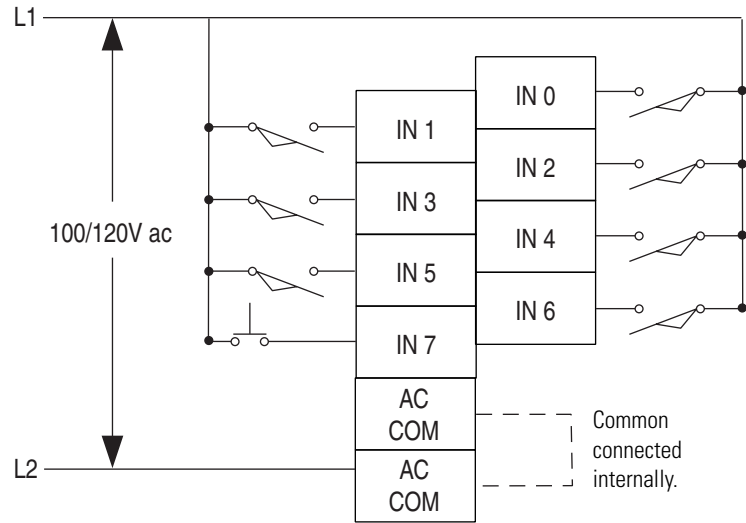 L1
IN 0
IN 1
IN 2
IN 3
100/120V ac
IN 4
IN 5
IN 6
IN 7
AC
COM
Common
connected
internally.
L2
AC
COM